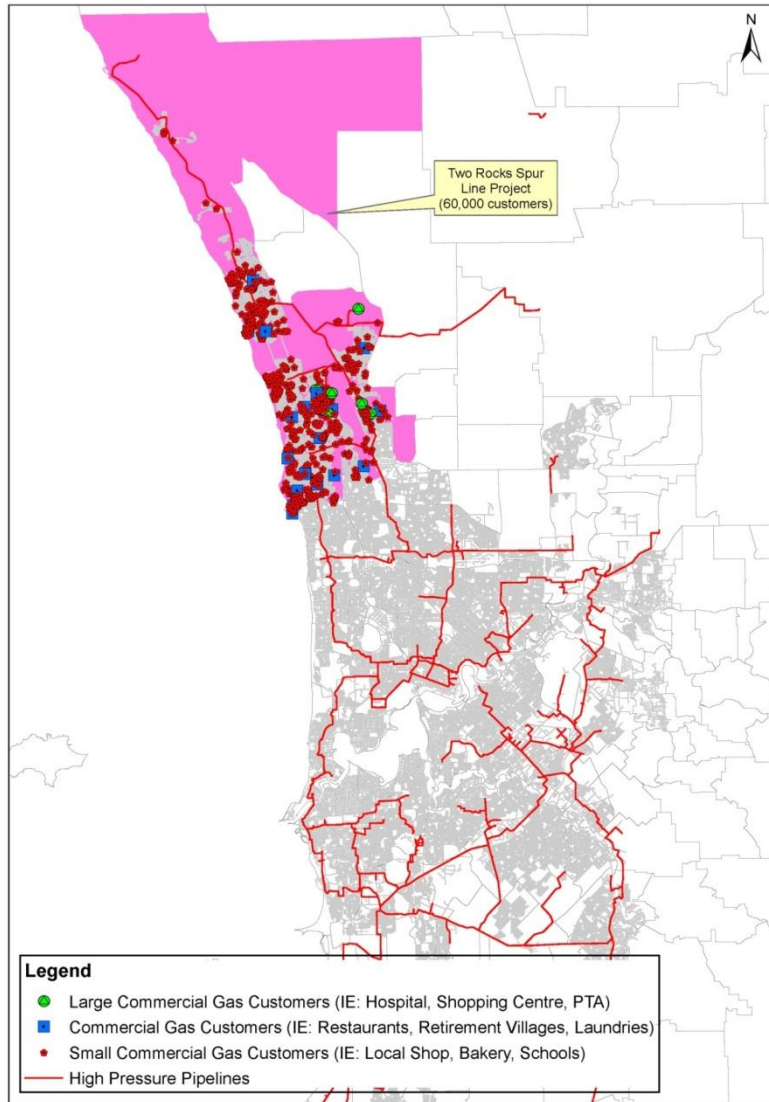 N
Two Rocks Spur
Line Project
(60,000 customers)
Legend
Large Commercial Gas Customers (IE: Hospital, Shopping Centre, PTA)
Commercial Gas Customers (IE: Restaurants, Retirement Villages, Laundries)
Small Commercial Gas Customers (IE: Local Shop, Bakery, Schools)
High Pressure Pipelines